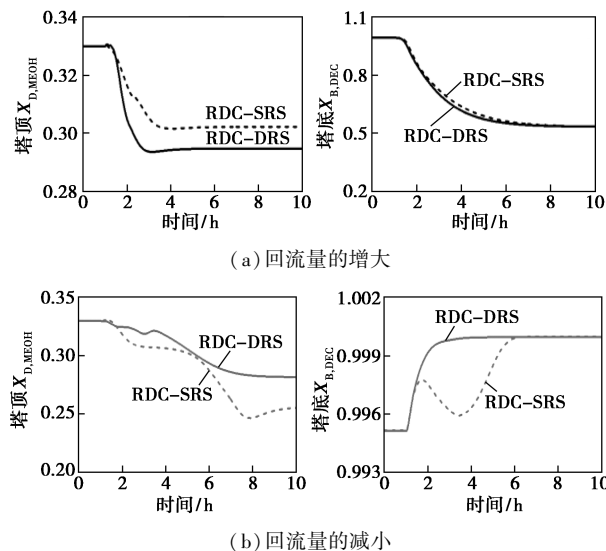 0.34
0.32
0.30
0.28
塔顶X_D,MEOH
RDC-SRS
RDC-DRS
0 2 4 6 8 10
时间/h
1.1
0.8
0.5
0.2
塔底X_B,DEC
RDC-SRS
RDC-DRS
0 2 4 6 8 10
时间/h
(a)回流量的增大
0.35
0.30
0.25
0.20
塔顶X_D,MEOH
RDC-DRS
RDC-SRS
0 2 4 6 8 10
时间/h
1.002
0.999
0.996
0.993
塔底X_B,DEC
RDC-DRS
RDC-SRS
0 2 4 6 8 10
时间/h
(b)回流量的减小